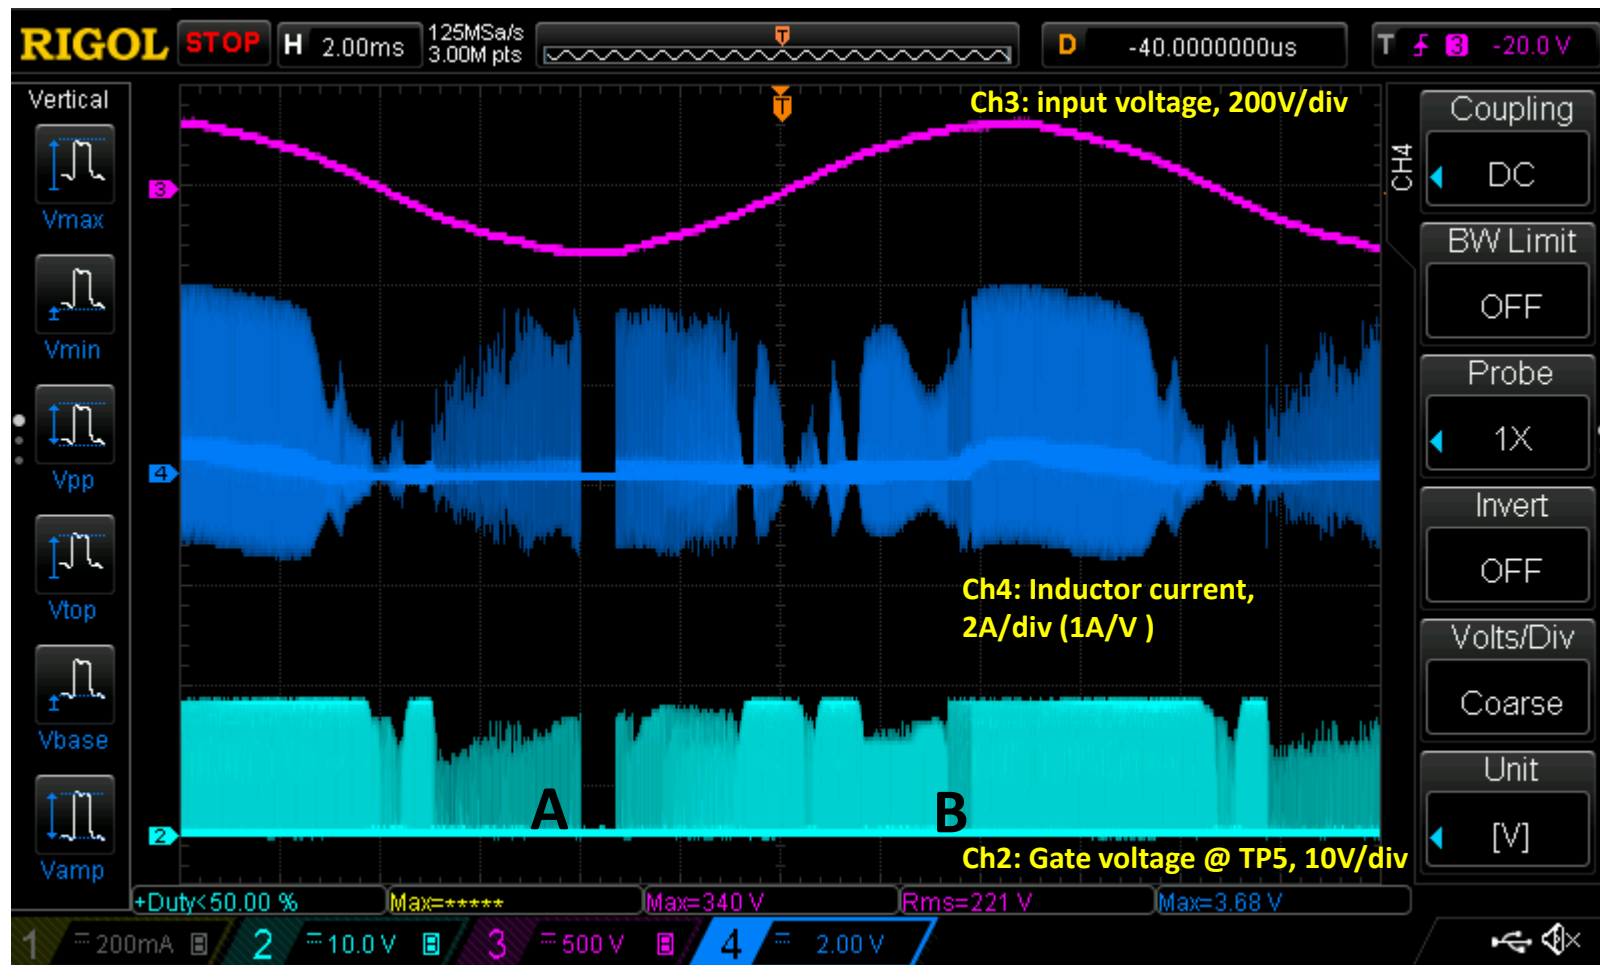 RIGOL STOP H 2.00ms 125MSa/s
3.00M pts
T
D -40.0000000us T 3 -20.0 V
Vertical
Vmax
Vmin
Vpp
Vtop
Vbase
Vamp
T
Ch3: input voltage, 200V/div
3
4
Ch4: Inductor current,
2A/div (1A/V )
A
B
2
Ch2: Gate voltage @ TP5, 10V/div
CH4
Coupling
DC
BW Limit
OFF
Probe
1X
Invert
OFF
Volts/Div
Coarse
Unit
[V]
+Duty<50.00 % Max=***** Max=340 V Rms=221 V Max=3.68 V
1 200mA B 2 10.0 V B 3 500 V B 4 2.00 V